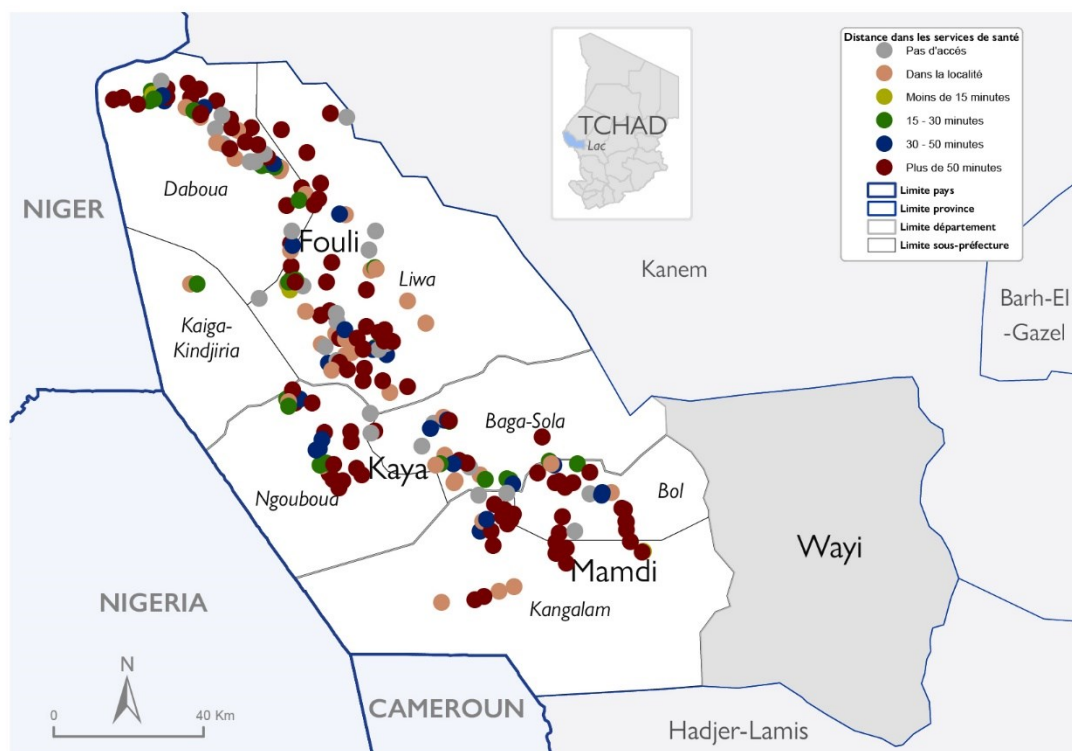 Distance dans les services de santé
Pas d'accés
Dans la localité
Moins de 15 minutes
15 - 30 minutes
30 - 50 minutes
Plus de 50 minutes
Limite pays
Limite province
Limite département
Limite sous-préfecture
TCHAD
Lac
NIGER
Daboua
Fouli
Liwa
Kanem
Barh-El
-Gazel
Kaiga-
Kindjiria
Baga-Sola
Kaya
Ngouboua
Bol
Wayi
Mamdi
Kangalam
NIGERIA
N
0 40 Km
CAMEROUN
Hadjer-Lamis